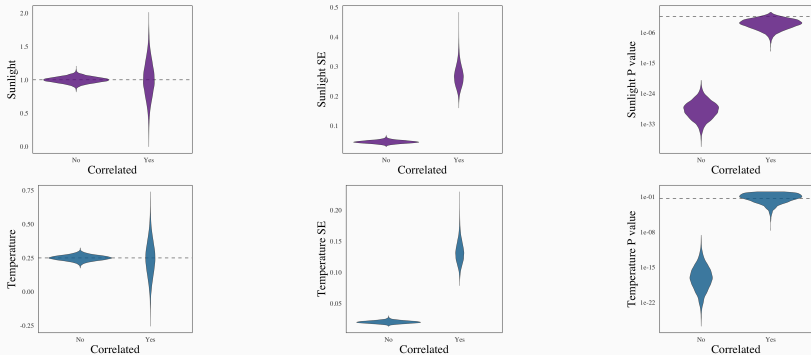 Sunlight
2.0
1.5
1.0
0.5
0.0
No
Yes
Correlated
Sunlight SE
0.5
0.4
0.3
0.2
0.1
No
Yes
Correlated
Sunlight P value
1e-06
1e-15
1e-24
1e-33
No
Yes
Correlated
Temperature
0.75
0.50
0.25
0.00
-0.25
No
Yes
Correlated
Temperature SE
0.20
0.15
0.10
0.05
No
Yes
Correlated
Temperature P value
1e-01
1e-08
1e-15
1e-22
No
Yes
Correlated